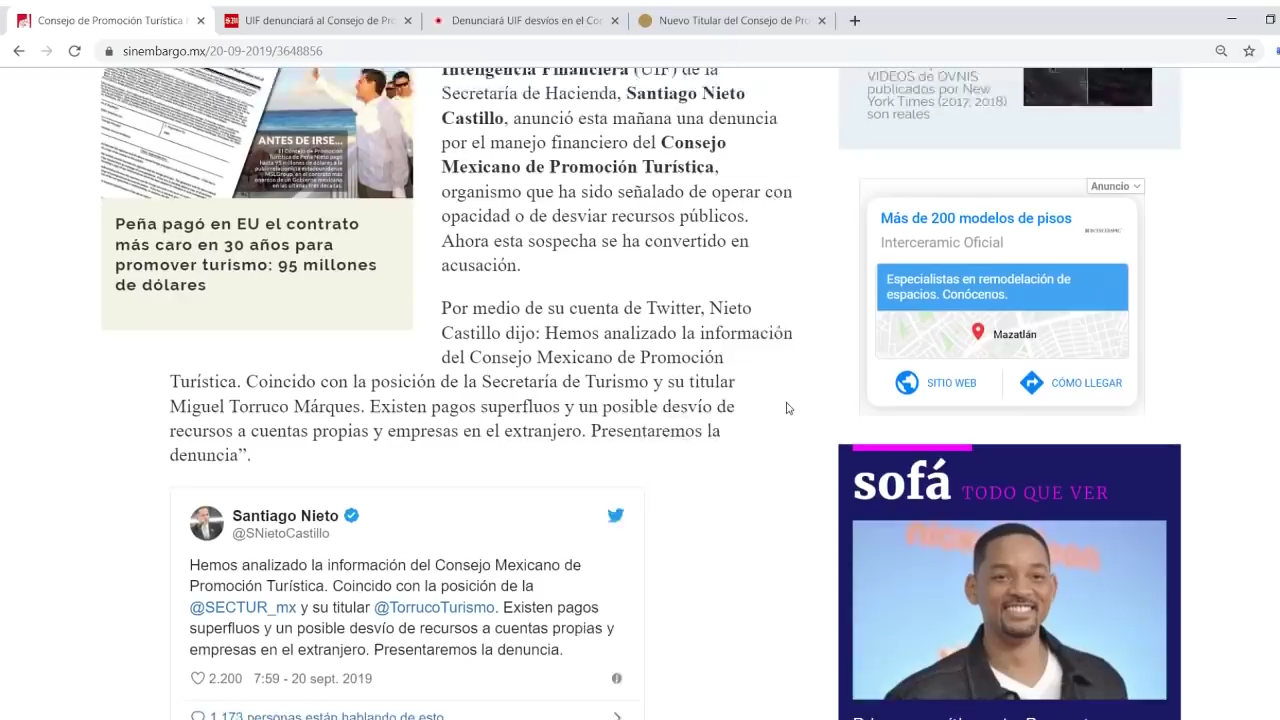 Consejo de Promoción Turística
UIF denunciará al Consejo de Pro
Denunciará UIF desvíos en el Con
Nuevo Titular del Consejo de Pro
sinembargo.mx/20-09-2019/3648856
ANTES DE IRSE...
Peña pagó en EU el contrato
más caro en 30 años para
promover turismo: 95 millones
de dólares
Inteligencia Financiera (UIF) de la
Secretaría de Hacienda, Santiago Nieto
Castillo, anunció esta mañana una denuncia
por el manejo financiero del Consejo
Mexicano de Promoción Turística,
organismo que ha sido señalado de operar con
opacidad o de desviar recursos públicos.
Ahora esta sospecha se ha convertido en
acusación.
Por medio de su cuenta de Twitter, Nieto
Castillo dijo: Hemos analizado la información
del Consejo Mexicano de Promoción
Turística. Coincido con la posición de la Secretaría de Turismo y su titular
Miguel Torruco Márques. Existen pagos superfluos y un posible desvío de
recursos a cuentas propias y empresas en el extranjero. Presentaremos la
denuncia”.
Santiago Nieto
@SNietoCastillo
Hemos analizado la información del Consejo Mexicano de
Promoción Turística. Coincido con la posición de la
@SECTUR_mx y su titular @TorrucoTurismo. Existen pagos
superfluos y un posible desvío de recursos a cuentas propias y
empresas en el extranjero. Presentaremos la denuncia.
2.200 7:59 - 20 sept. 2019
1.173 personas están hablando de esto
VIDEOS de OVNIS
publicados por New
York Times (2017, 2018)
son reales
Anuncio
Más de 200 modelos de pisos
Interceramic Oficial
INTERCERAMIC
Especialistas en remodelación de
espacios. Conócenos.
Mazatlán
SITIO WEB
CÓMO LLEGAR
sofá TODO QUE VER